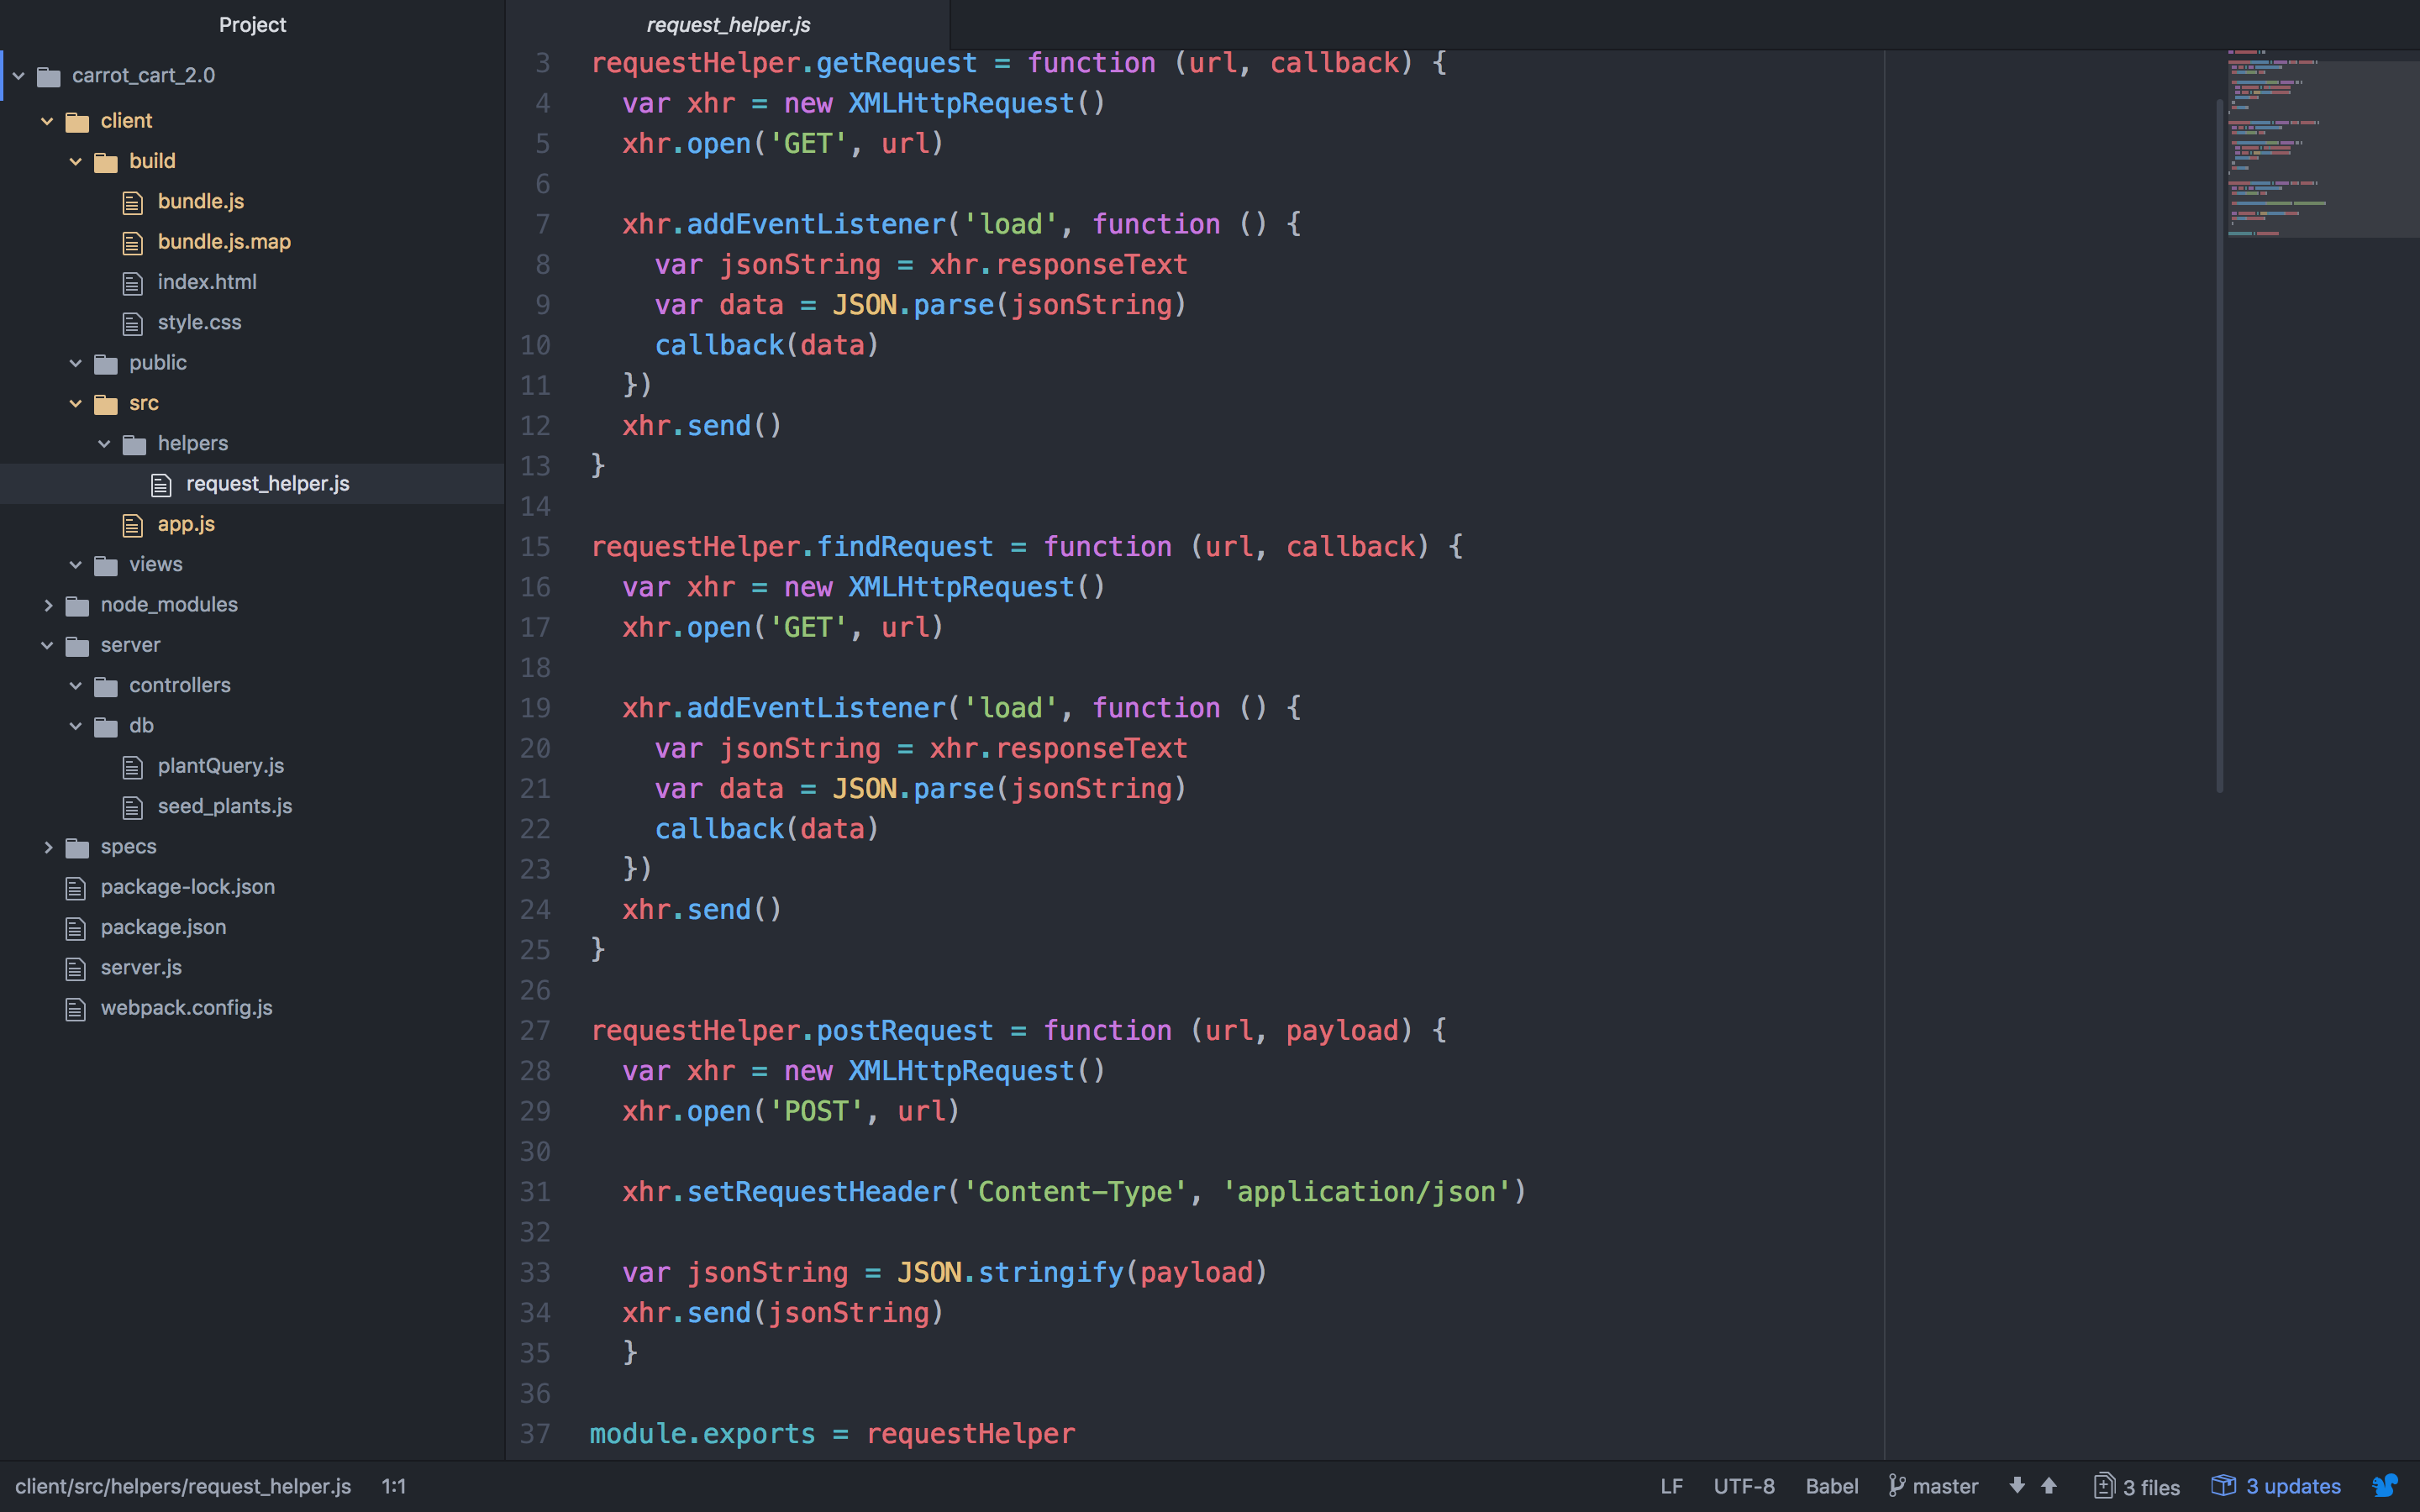 Project
carrot_cart_2.0
client
build
bundle.js
bundle.js.map
index.html
style.css
public
src
helpers
request_helper.js
app.js
views
node_modules
server
controllers
db
plantQuery.js
seed_plants.js
specs
package-lock.json
package.json
server.js
webpack.config.js
request_helper.js
3 requestHelper.getRequest = function (url, callback) {
4   var xhr = new XMLHttpRequest()
5   xhr.open('GET', url)
6
7   xhr.addEventListener('load', function () {
8     var jsonString = xhr.responseText
9     var data = JSON.parse(jsonString)
10     callback(data)
11   })
12   xhr.send()
13 }
14
15 requestHelper.findRequest = function (url, callback) {
16   var xhr = new XMLHttpRequest()
17   xhr.open('GET', url)
18
19   xhr.addEventListener('load', function () {
20     var jsonString = xhr.responseText
21     var data = JSON.parse(jsonString)
22     callback(data)
23   })
24   xhr.send()
25 }
26
27 requestHelper.postRequest = function (url, payload) {
28   var xhr = new XMLHttpRequest()
29   xhr.open('POST', url)
30
31   xhr.setRequestHeader('Content-Type', 'application/json')
32
33   var jsonString = JSON.stringify(payload)
34   xhr.send(jsonString)
35   }
36
37 module.exports = requestHelper
client/src/helpers/request_helper.js 1:1 LF UTF-8 Babel master 3 files 3 updates